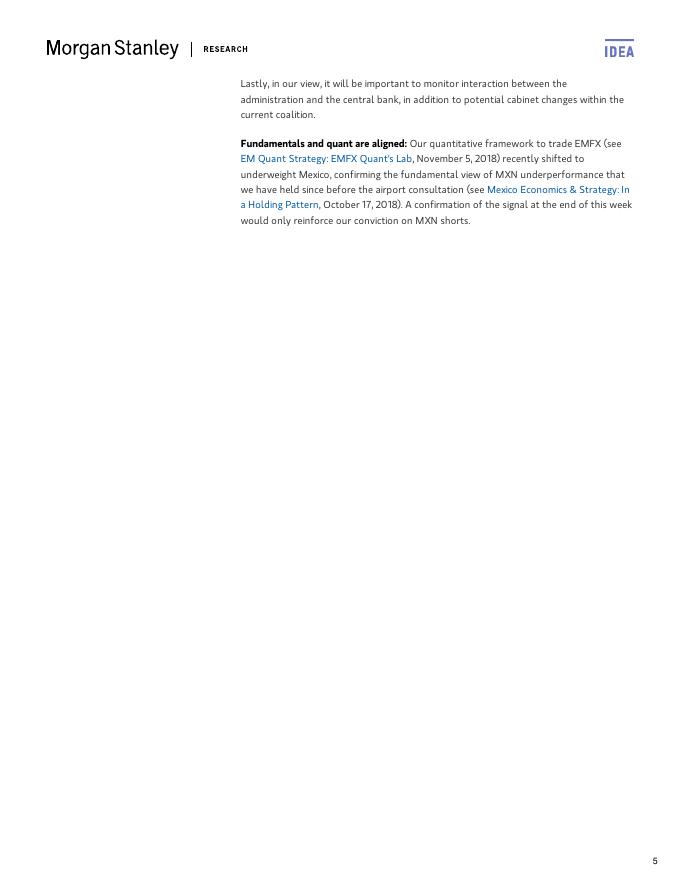 Morgan Stanley | RESEARCH
IDEA
Lastly, in our view, it will be important to monitor interaction between the
administration and the central bank, in addition to potential cabinet changes within the
current coalition.
Fundamentals and quant are aligned: Our quantitative framework to trade EMFX (see
EM Quant Strategy: EMFX Quant's Lab, November 5, 2018) recently shifted to
underweight Mexico, confirming the fundamental view of MXN underperformance that
we have held since before the airport consultation (see Mexico Economics & Strategy: In
a Holding Pattern, October 17, 2018). A confirmation of the signal at the end of this week
would only reinforce our conviction on MXN shorts.
5